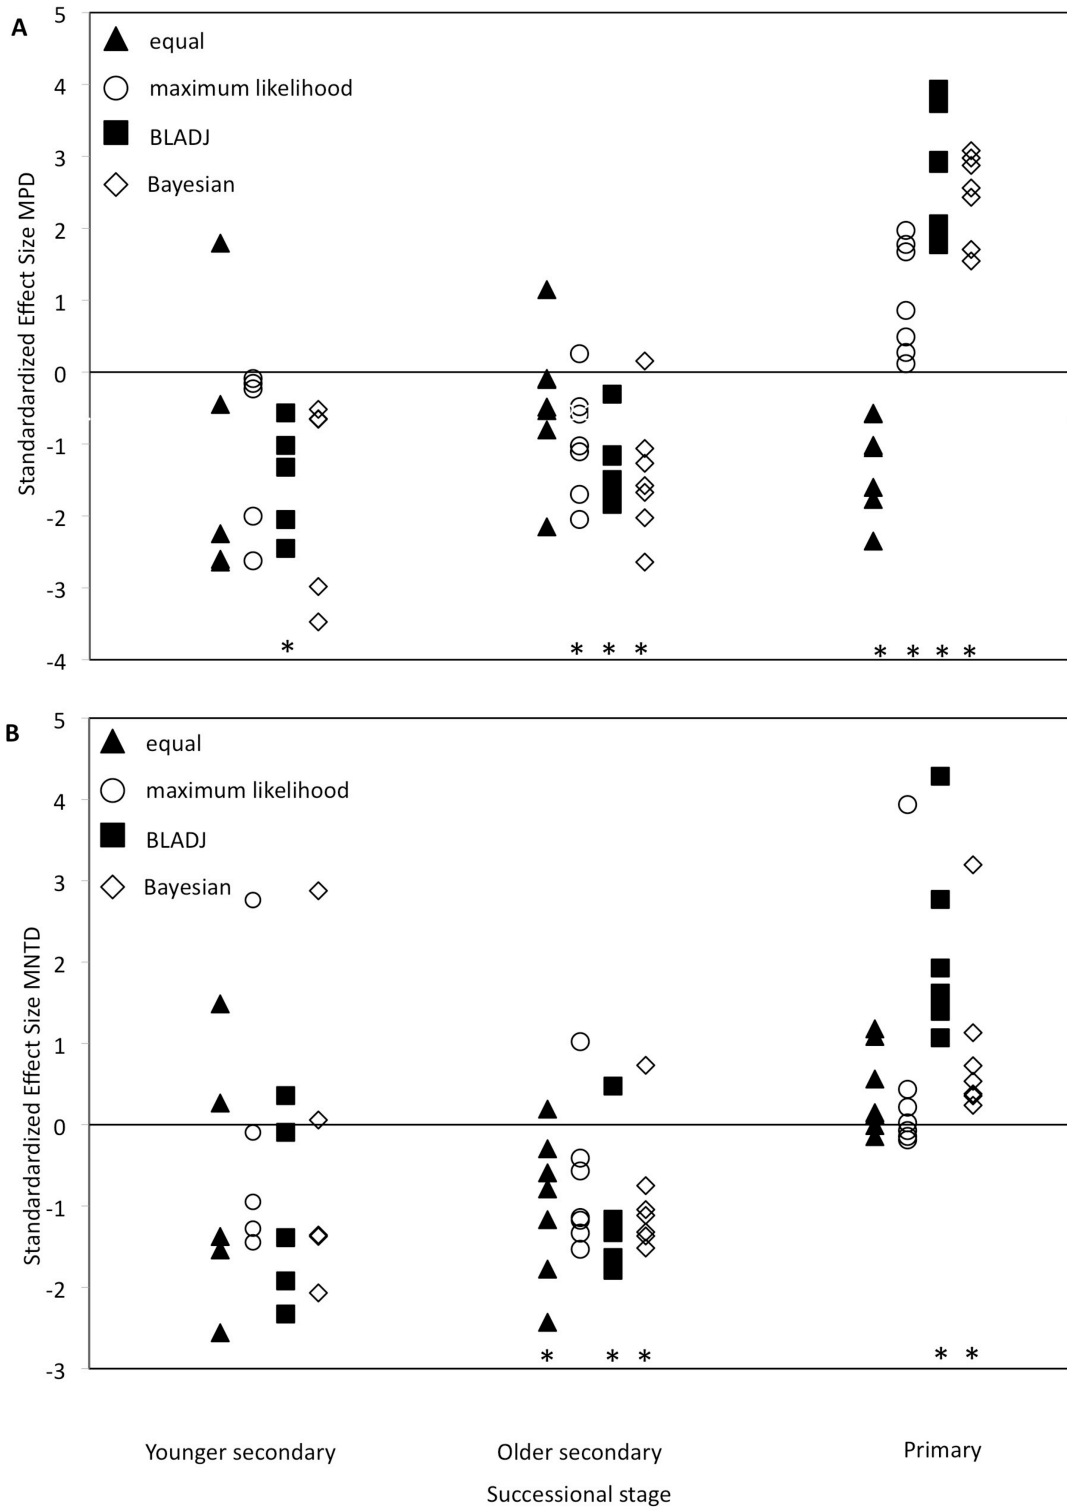 A
5
equal
4
maximum likelihood
BLADJ
3
Bayesian
2
1
0
-1
-2
-3
-4
Standardized Effect Size MPD
*
* * *
* * * *
B
5
equal
4
maximum likelihood
BLADJ
3
Bayesian
2
1
0
-1
-2
-3
Standardized Effect Size MNTD
* * *
* *
Younger secondary Older secondary Primary
Successional stage